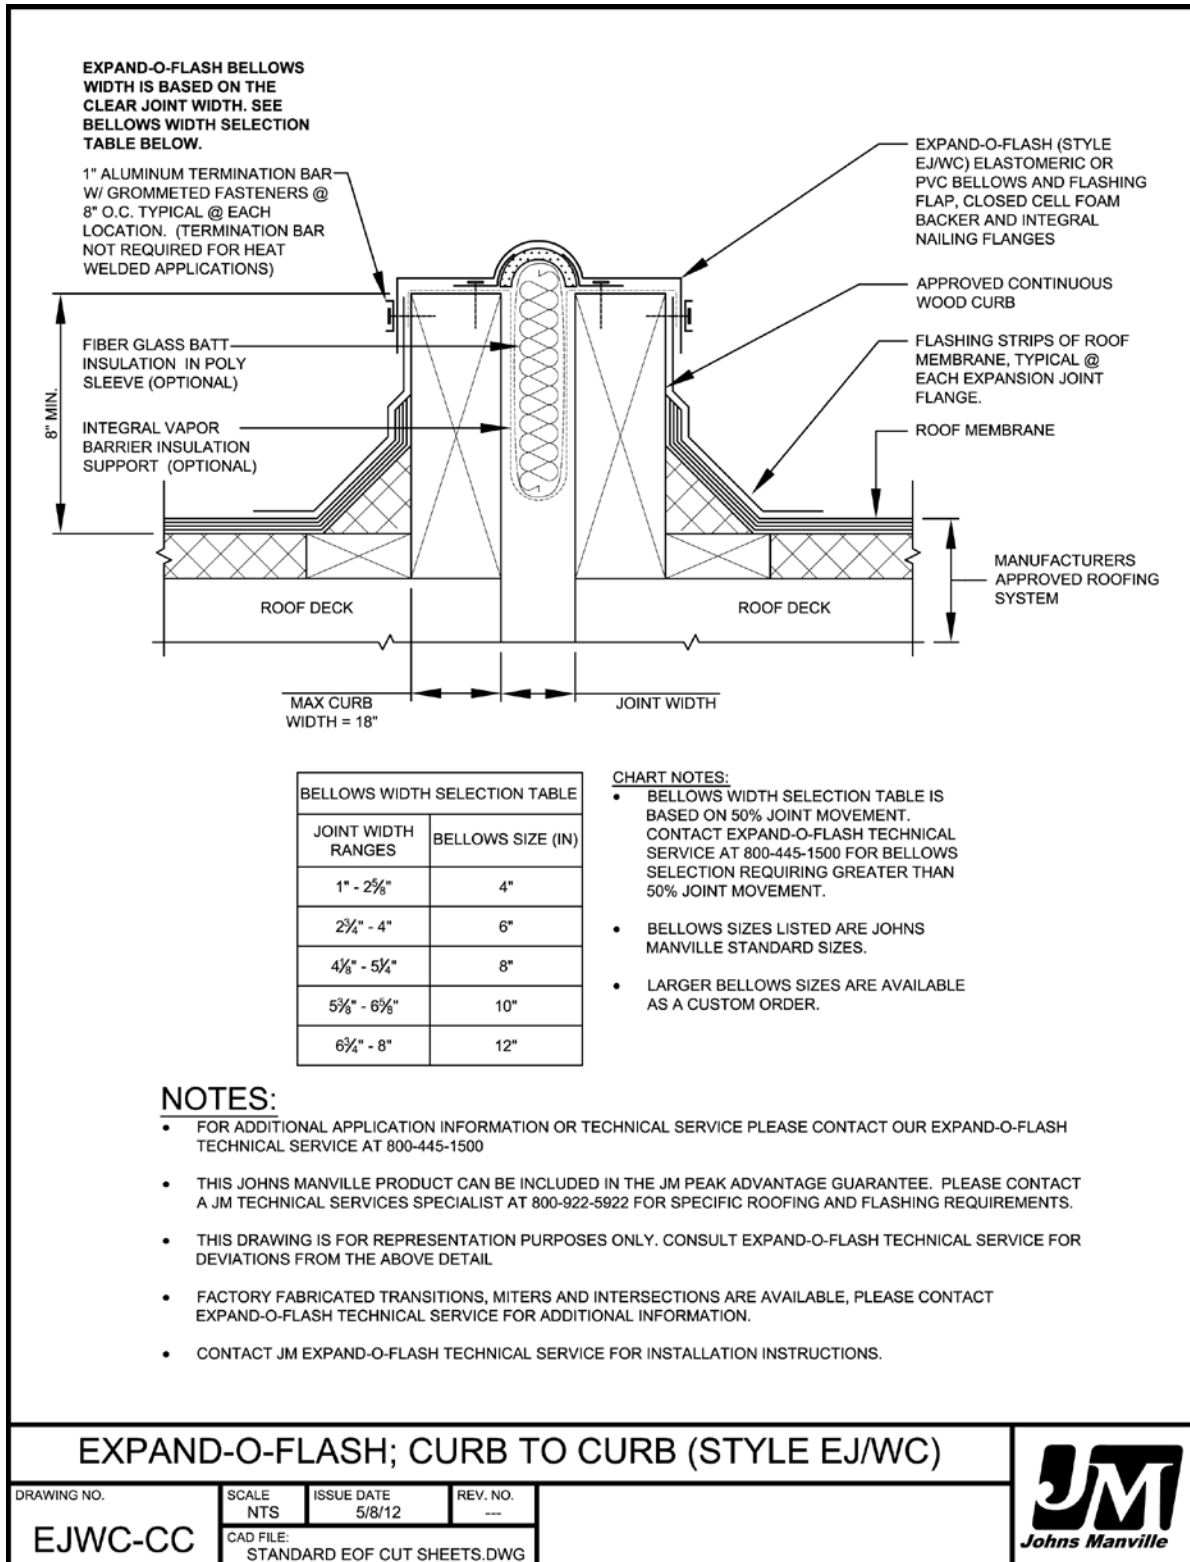 EXPAND-O-FLASH BELLOWS
WIDTH IS BASED ON THE
CLEAR JOINT WIDTH. SEE
BELLOWS WIDTH SELECTION
TABLE BELOW.
1" ALUMINUM TERMINATION BAR
W/ GROMMETED FASTENERS @
8" O.C. TYPICAL @ EACH
LOCATION. (TERMINATION BAR
NOT REQUIRED FOR HEAT
WELDED APPLICATIONS)
FIBER GLASS BATT
INSULATION IN POLY
SLEEVE (OPTIONAL)
8" MIN.
INTEGRAL VAPOR
BARRIER INSULATION
SUPPORT (OPTIONAL)
EXPAND-O-FLASH (STYLE
EJ/WC) ELASTOMERIC OR
PVC BELLOWS AND FLASHING
FLAP, CLOSED CELL FOAM
BACKER AND INTEGRAL
NAILING FLANGES
APPROVED CONTINUOUS
WOOD CURB
FLASHING STRIPS OF ROOF
MEMBRANE, TYPICAL @
EACH EXPANSION JOINT
FLANGE.
ROOF MEMBRANE
MANUFACTURERS
APPROVED ROOFING
SYSTEM
ROOF DECK
ROOF DECK
MAX CURB
WIDTH = 18"
JOINT WIDTH
BELLOWS WIDTH SELECTION TABLE
JOINT WIDTH
RANGES
BELLOWS SIZE (IN)
1" - 2⅝" 4"
2¾" - 4" 6"
4⅛" - 5¼" 8"
5⅜" - 6⅝" 10"
6¾" - 8" 12"
CHART NOTES:
• BELLOWS WIDTH SELECTION TABLE IS
BASED ON 50% JOINT MOVEMENT.
CONTACT EXPAND-O-FLASH TECHNICAL
SERVICE AT 800-445-1500 FOR BELLOWS
SELECTION REQUIRING GREATER THAN
50% JOINT MOVEMENT.
• BELLOWS SIZES LISTED ARE JOHNS
MANVILLE STANDARD SIZES.
• LARGER BELLOWS SIZES ARE AVAILABLE
AS A CUSTOM ORDER.
NOTES:
• FOR ADDITIONAL APPLICATION INFORMATION OR TECHNICAL SERVICE PLEASE CONTACT OUR EXPAND-O-FLASH
TECHNICAL SERVICE AT 800-445-1500
• THIS JOHNS MANVILLE PRODUCT CAN BE INCLUDED IN THE JM PEAK ADVANTAGE GUARANTEE. PLEASE CONTACT
A JM TECHNICAL SERVICES SPECIALIST AT 800-922-5922 FOR SPECIFIC ROOFING AND FLASHING REQUIREMENTS.
• THIS DRAWING IS FOR REPRESENTATION PURPOSES ONLY. CONSULT EXPAND-O-FLASH TECHNICAL SERVICE FOR
DEVIATIONS FROM THE ABOVE DETAIL
• FACTORY FABRICATED TRANSITIONS, MITERS AND INTERSECTIONS ARE AVAILABLE, PLEASE CONTACT
EXPAND-O-FLASH TECHNICAL SERVICE FOR ADDITIONAL INFORMATION.
• CONTACT JM EXPAND-O-FLASH TECHNICAL SERVICE FOR INSTALLATION INSTRUCTIONS.
EXPAND-O-FLASH; CURB TO CURB (STYLE EJ/WC)
DRAWING NO.
EJWC-CC
SCALE
NTS
ISSUE DATE
5/8/12
REV. NO.
---
CAD FILE:
STANDARD EOF CUT SHEETS.DWG
JM
Johns Manville